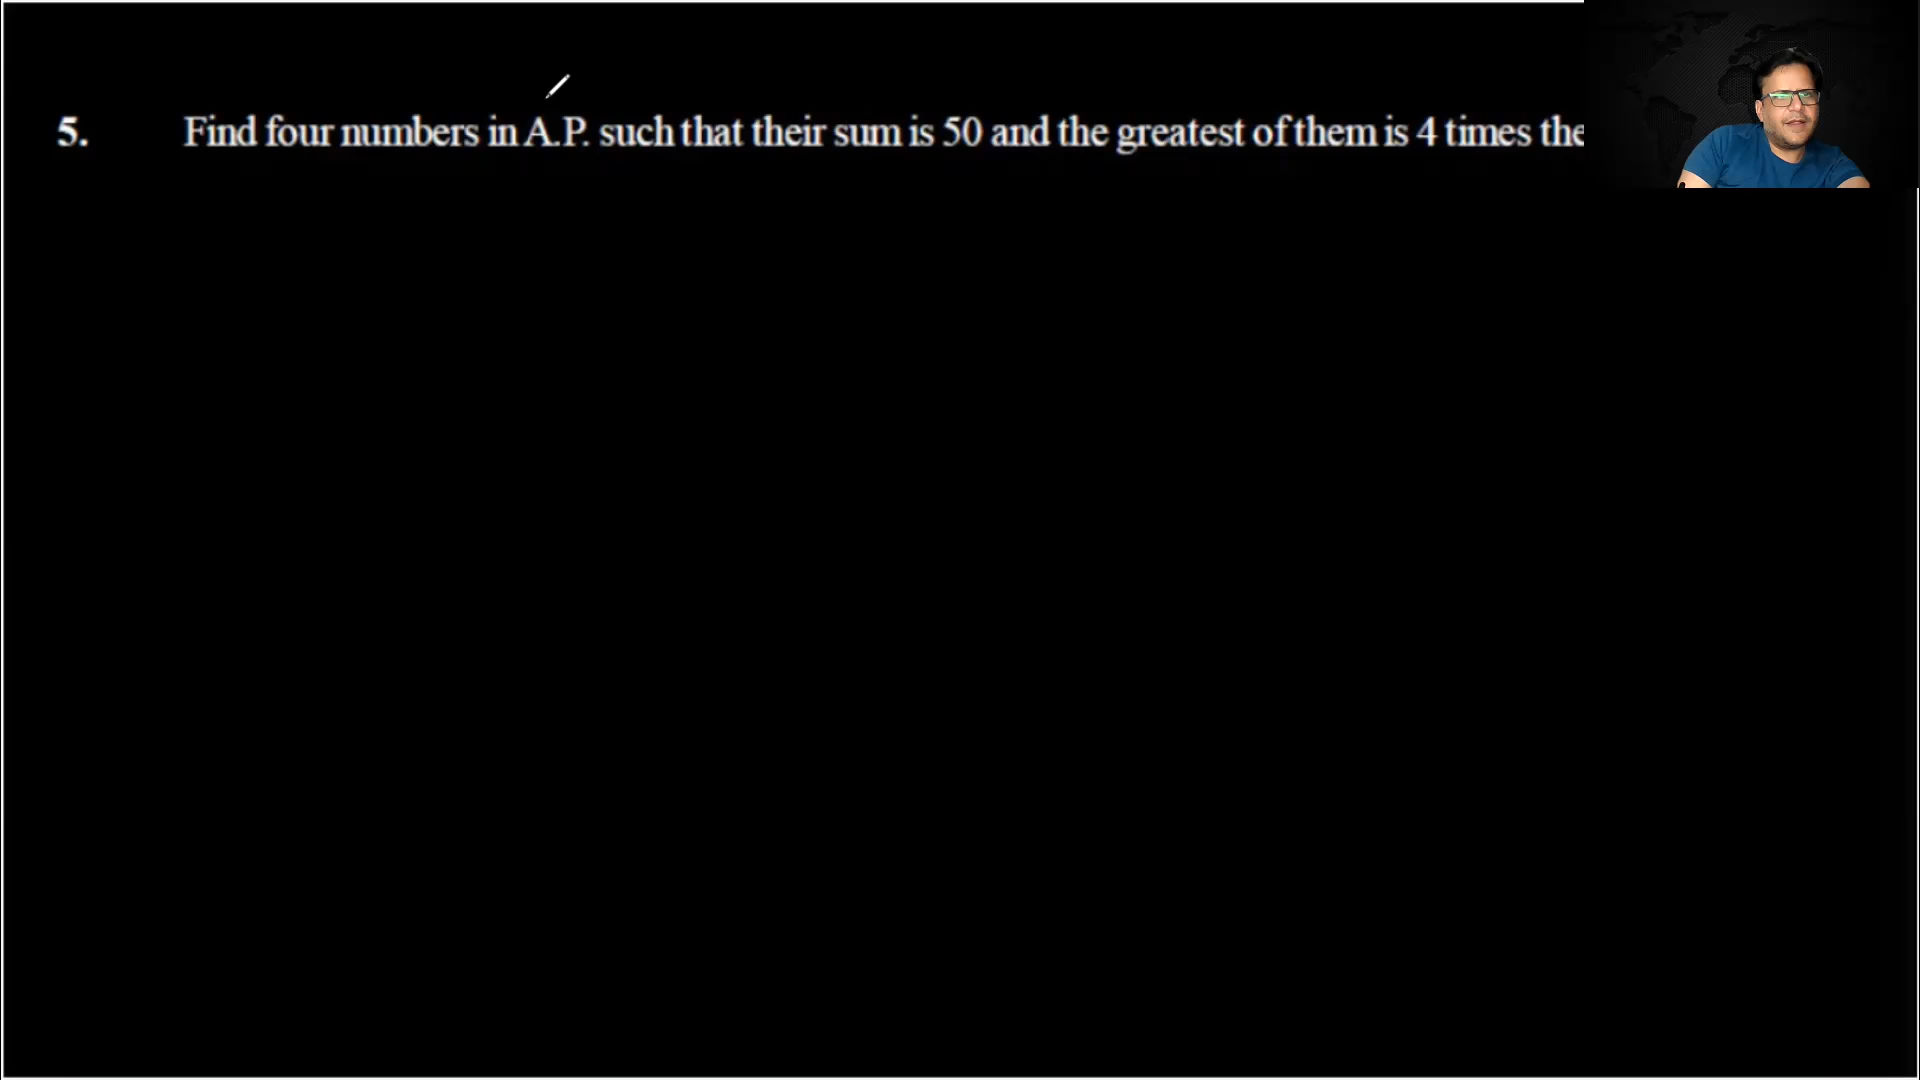 5. Find four numbers in A.P. such that their sum is 50 and the greatest of them is 4 times the